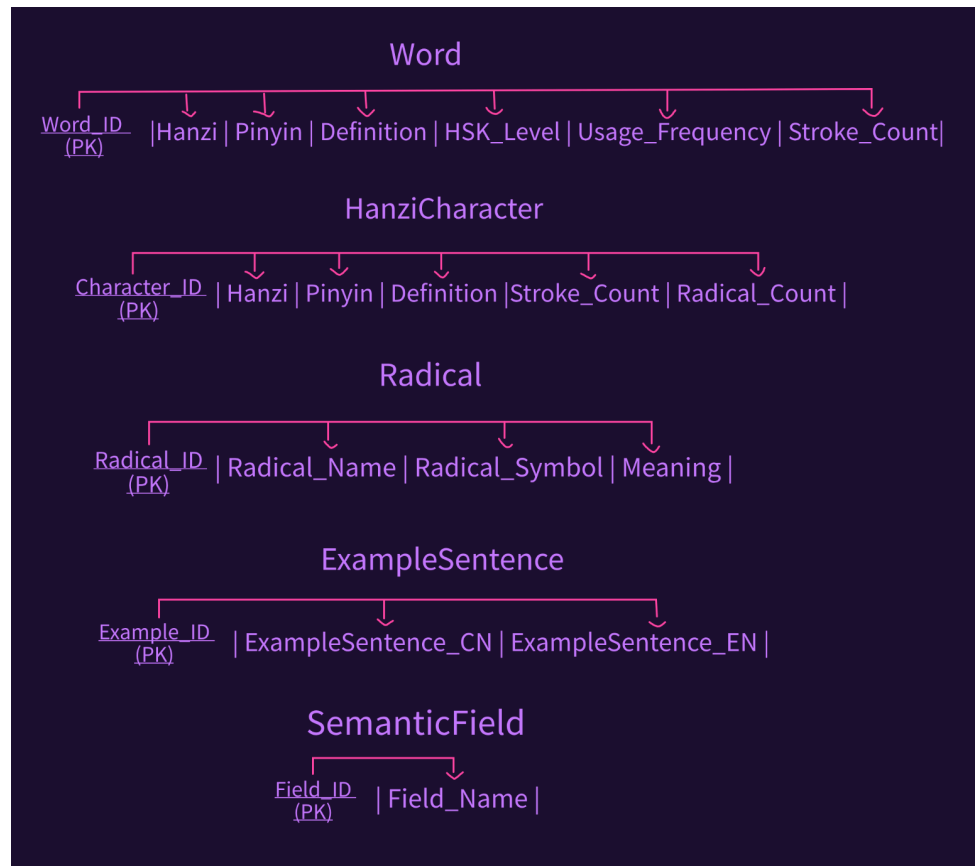 Word
Word_ID |Hanzi | Pinyin | Definition | HSK_Level | Usage_Frequency | Stroke_Count|
(PK)
HanziCharacter
Character_ID | Hanzi | Pinyin | Definition |Stroke_Count | Radical_Count |
(PK)
Radical
Radical_ID | Radical_Name | Radical_Symbol | Meaning |
(PK)
ExampleSentence
Example_ID | ExampleSentence_CN | ExampleSentence_EN |
(PK)
SemanticField
Field_ID | Field_Name |
(PK)